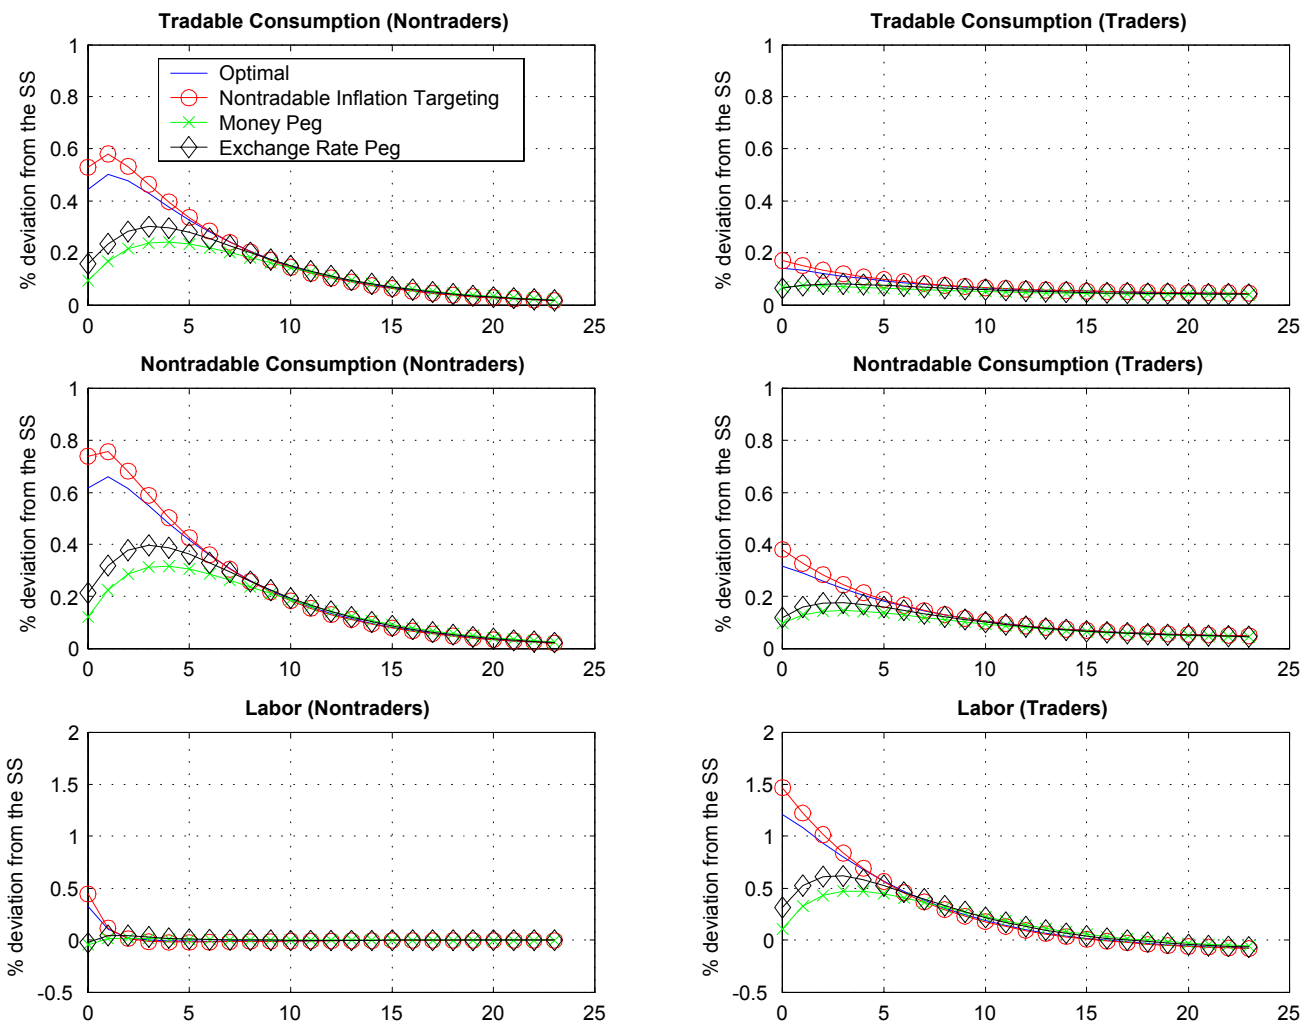 Tradable Consumption (Nontraders)
% deviation from the SS
1
0.8
0.6
0.4
0.2
0
Optimal
Nontradable Inflation Targeting
Money Peg
Exchange Rate Peg
0 5 10 15 20 25
Tradable Consumption (Traders)
% deviation from the SS
1
0.8
0.6
0.4
0.2
0
0 5 10 15 20 25
Nontradable Consumption (Nontraders)
% deviation from the SS
1
0.8
0.6
0.4
0.2
0
0 5 10 15 20 25
Nontradable Consumption (Traders)
% deviation from the SS
1
0.8
0.6
0.4
0.2
0
0 5 10 15 20 25
Labor (Nontraders)
% deviation from the SS
2
1.5
1
0.5
0
-0.5
0 5 10 15 20 25
Labor (Traders)
% deviation from the SS
2
1.5
1
0.5
0
-0.5
0 5 10 15 20 25